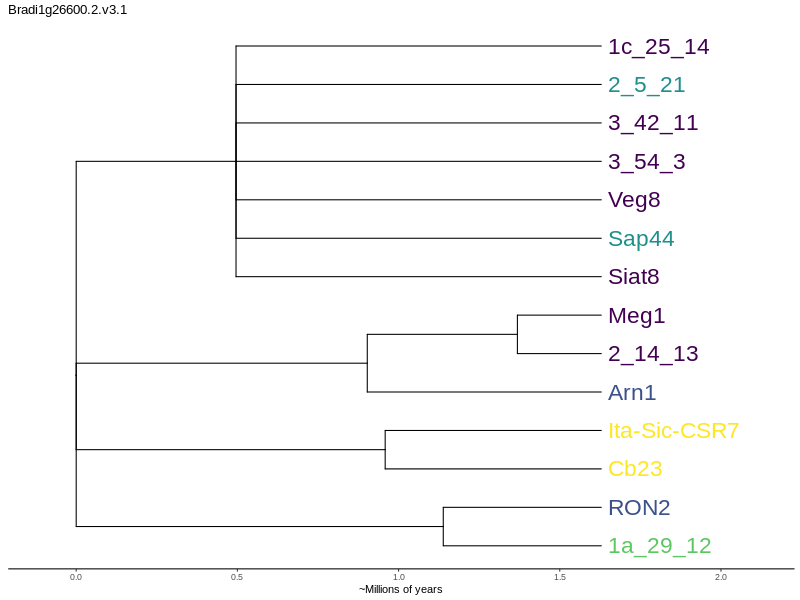 Bradi1g26600.2.v3.1
1c_25_14
2_5_21
3_42_11
3_54_3
Veg8
Sap44
Siat8
Meg1
2_14_13
Arn1
Ita-Sic-CSR7
Cb23
RON2
1a_29_12
0.0 0.5 1.0 1.5 2.0
~Millions of years